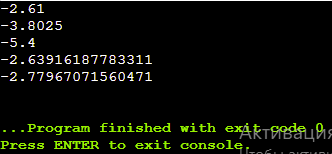 -2.61
-3.8025
-5.4
-2.63916187783311
-2.77967071560471
...Program finished with exit code 0
Press ENTER to exit console.
Активация